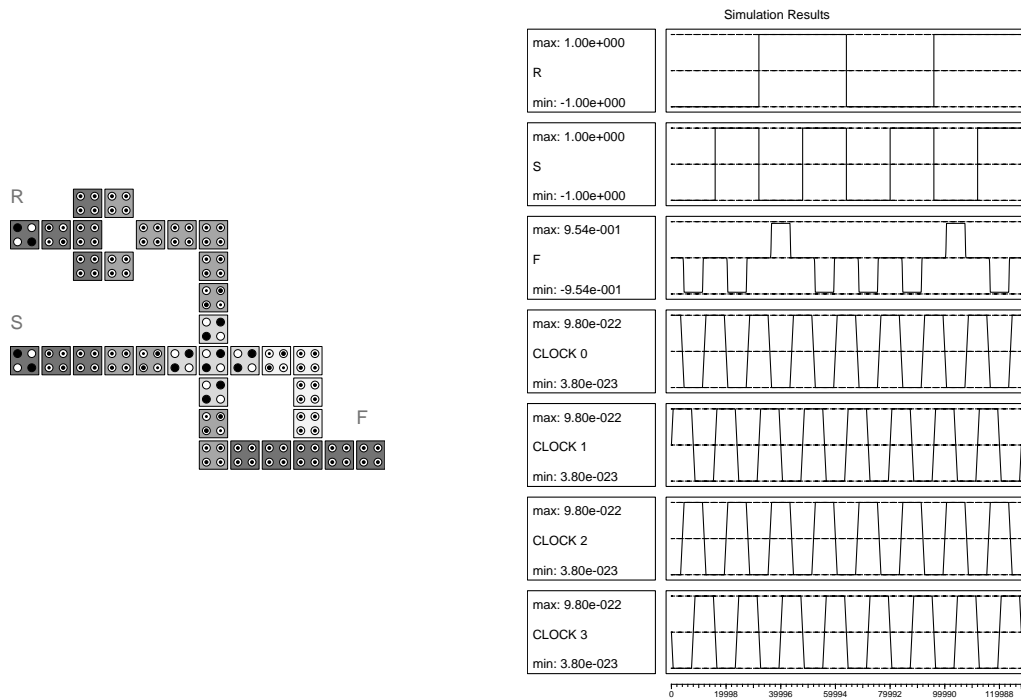 R
S
F
Simulation Results
max: 1.00e+000
R
min: -1.00e+000
max: 1.00e+000
S
min: -1.00e+000
max: 9.54e-001
F
min: -9.54e-001
max: 9.80e-022
CLOCK 0
min: 3.80e-023
max: 9.80e-022
CLOCK 1
min: 3.80e-023
max: 9.80e-022
CLOCK 2
min: 3.80e-023
max: 9.80e-022
CLOCK 3
min: 3.80e-023
0 19998 39996 59994 79992 99990 119988